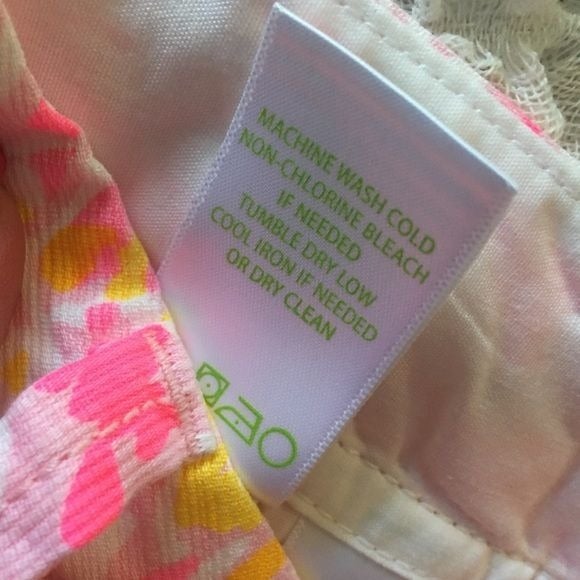 MACHINE WASH COLD
NON-CHLORINE BLEACH
IF NEEDED
TUMBLE DRY LOW
COOL IRON IF NEEDED
OR DRY CLEAN